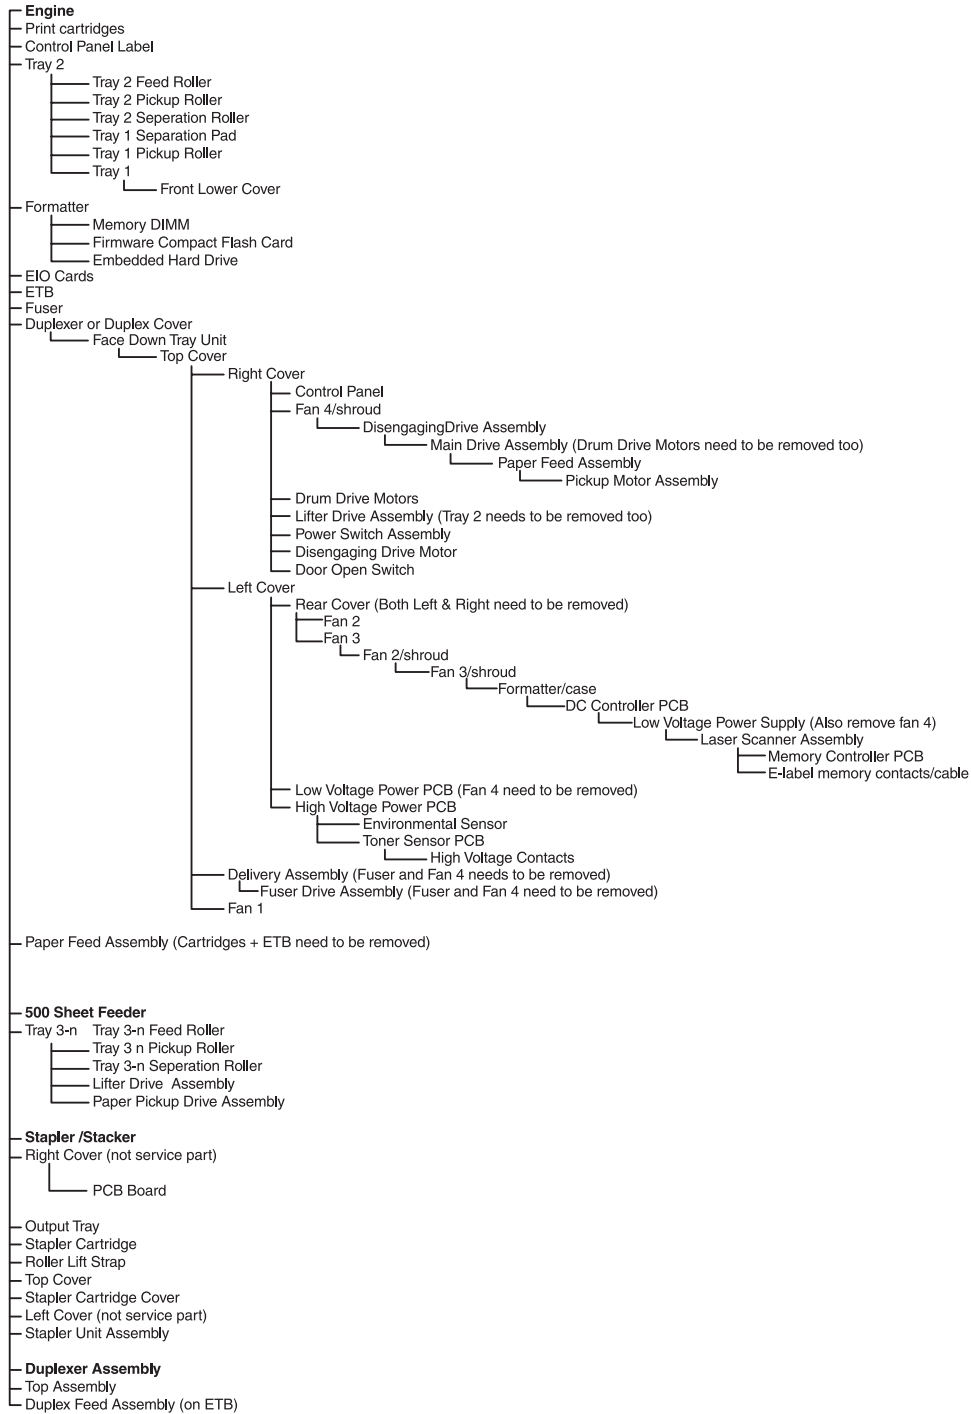 Engine
Print cartridges
Control Panel Label
Tray 2
Tray 2 Feed Roller
Tray 2 Pickup Roller
Tray 2 Seperation Roller
Tray 1 Separation Pad
Tray 1 Pickup Roller
Tray 1
Front Lower Cover
Formatter
Memory DIMM
Firmware Compact Flash Card
Embedded Hard Drive
EIO Cards
ETB
Fuser
Duplexer or Duplex Cover
Face Down Tray Unit
Top Cover
Right Cover
Control Panel
Fan 4/shroud
DisengagingDrive Assembly
Main Drive Assembly (Drum Drive Motors need to be removed too)
Paper Feed Assembly
Pickup Motor Assembly
Drum Drive Motors
Lifter Drive Assembly (Tray 2 needs to be removed too)
Power Switch Assembly
Disengaging Drive Motor
Door Open Switch
Left Cover
Rear Cover (Both Left & Right need to be removed)
Fan 2
Fan 3
Fan 2/shroud
Fan 3/shroud
Formatter/case
DC Controller PCB
Low Voltage Power Supply (Also remove fan 4)
Laser Scanner Assembly
Memory Controller PCB
E-label memory contacts/cable
Low Voltage Power PCB (Fan 4 need to be removed)
High Voltage Power PCB
Environmental Sensor
Toner Sensor PCB
High Voltage Contacts
Delivery Assembly (Fuser and Fan 4 needs to be removed)
Fuser Drive Assembly (Fuser and Fan 4 need to be removed)
Fan 1
Paper Feed Assembly (Cartridges + ETB need to be removed)
500 Sheet Feeder
Tray 3-n Tray 3-n Feed Roller
Tray 3 n Pickup Roller
Tray 3-n Seperation Roller
Lifter Drive Assembly
Paper Pickup Drive Assembly
Stapler /Stacker
Right Cover (not service part)
PCB Board
Output Tray
Stapler Cartridge
Roller Lift Strap
Top Cover
Stapler Cartridge Cover
Left Cover (not service part)
Stapler Unit Assembly
Duplexer Assembly
Top Assembly
Duplex Feed Assembly (on ETB)